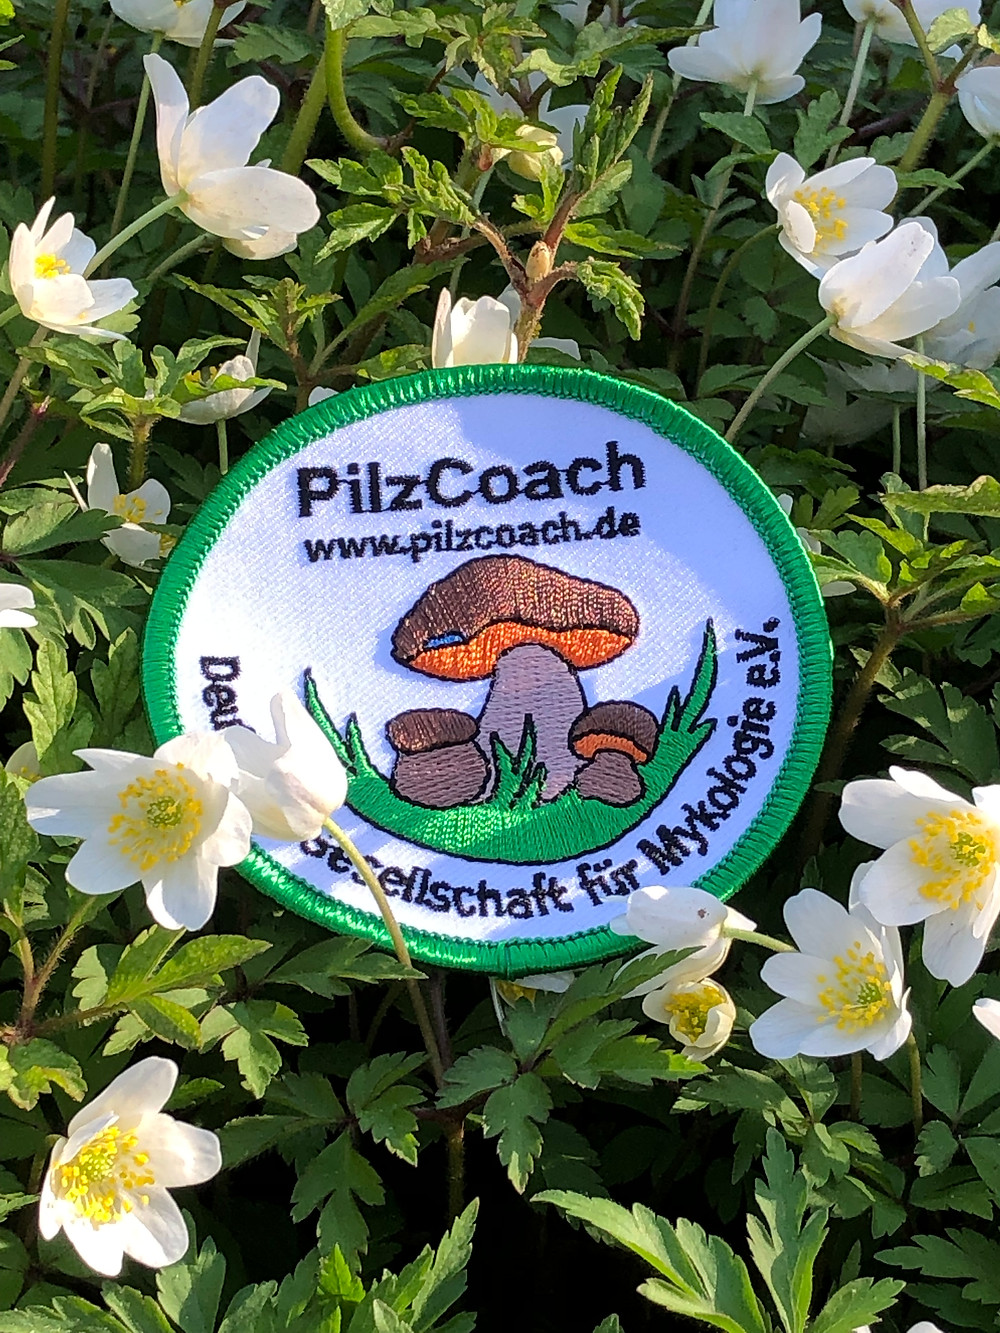 PilzCoach
www.pilzcoach.de
Gesellschaft für Mykologie e.V.